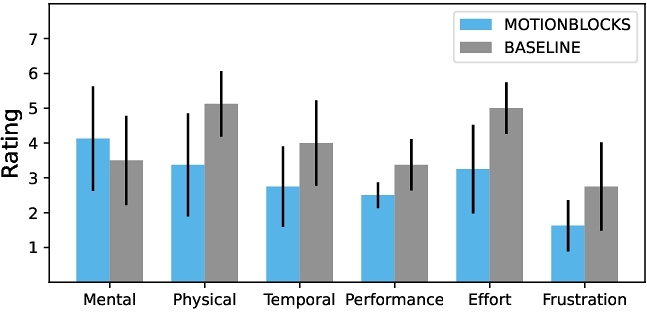 MOTIONBLOCKS
BASELINE
Rating
7
6
5
4
3
2
1
Mental Physical Temporal Performance Effort Frustration